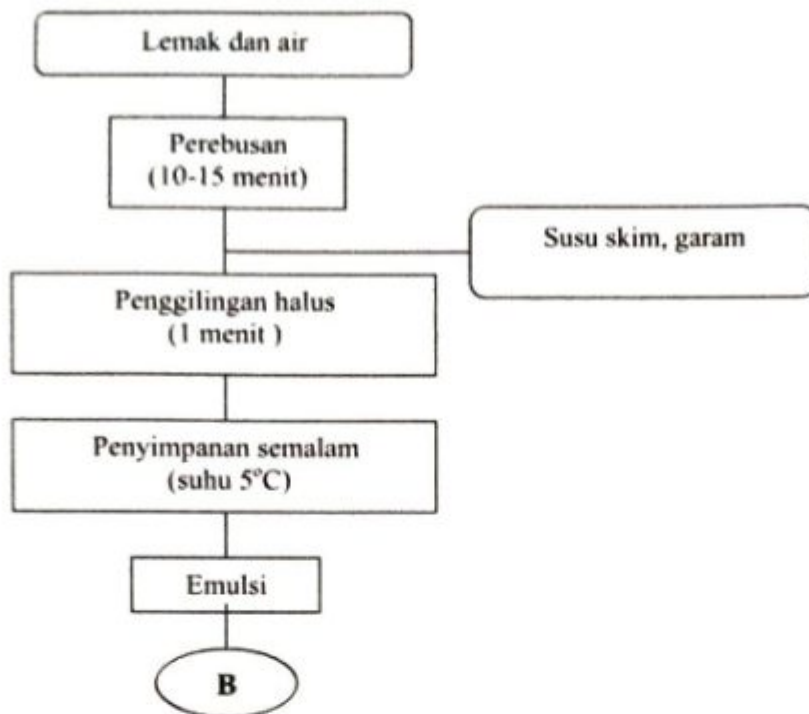 Lemak dan air
Perebusan
(10-15 menit)
Susu skim, garam
Penggilingan halus
(1 menit )
Penyimpanan semalam
(suhu 5°C)
Emulsi
B